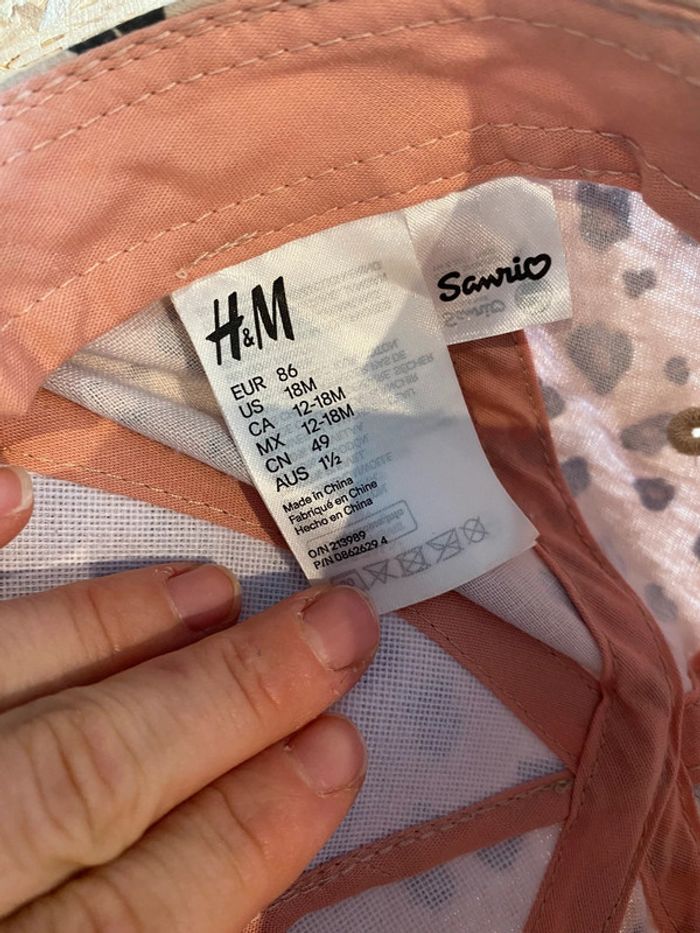 H&M
Sanrio
EUR 86
US 18M
CA 12-18M
MX 12-18M
CN 49
AUS 1½
Made in China
Fabriqué en Chine
Hecho en China
O/N 213989
P/N 0862629 4